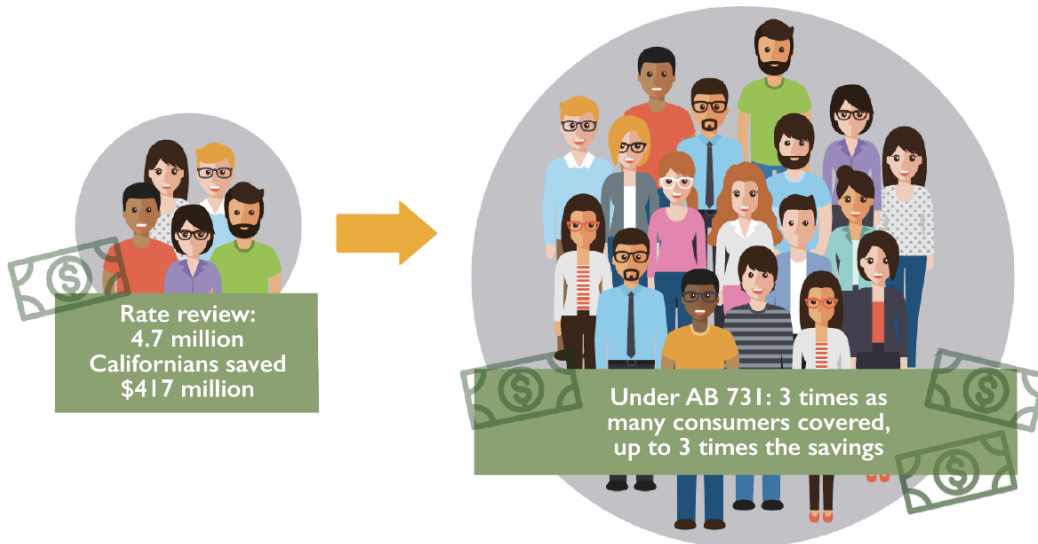 Rate review:
4.7 million
Californians saved
$417 million
Under AB 731: 3 times as
many consumers covered,
up to 3 times the savings